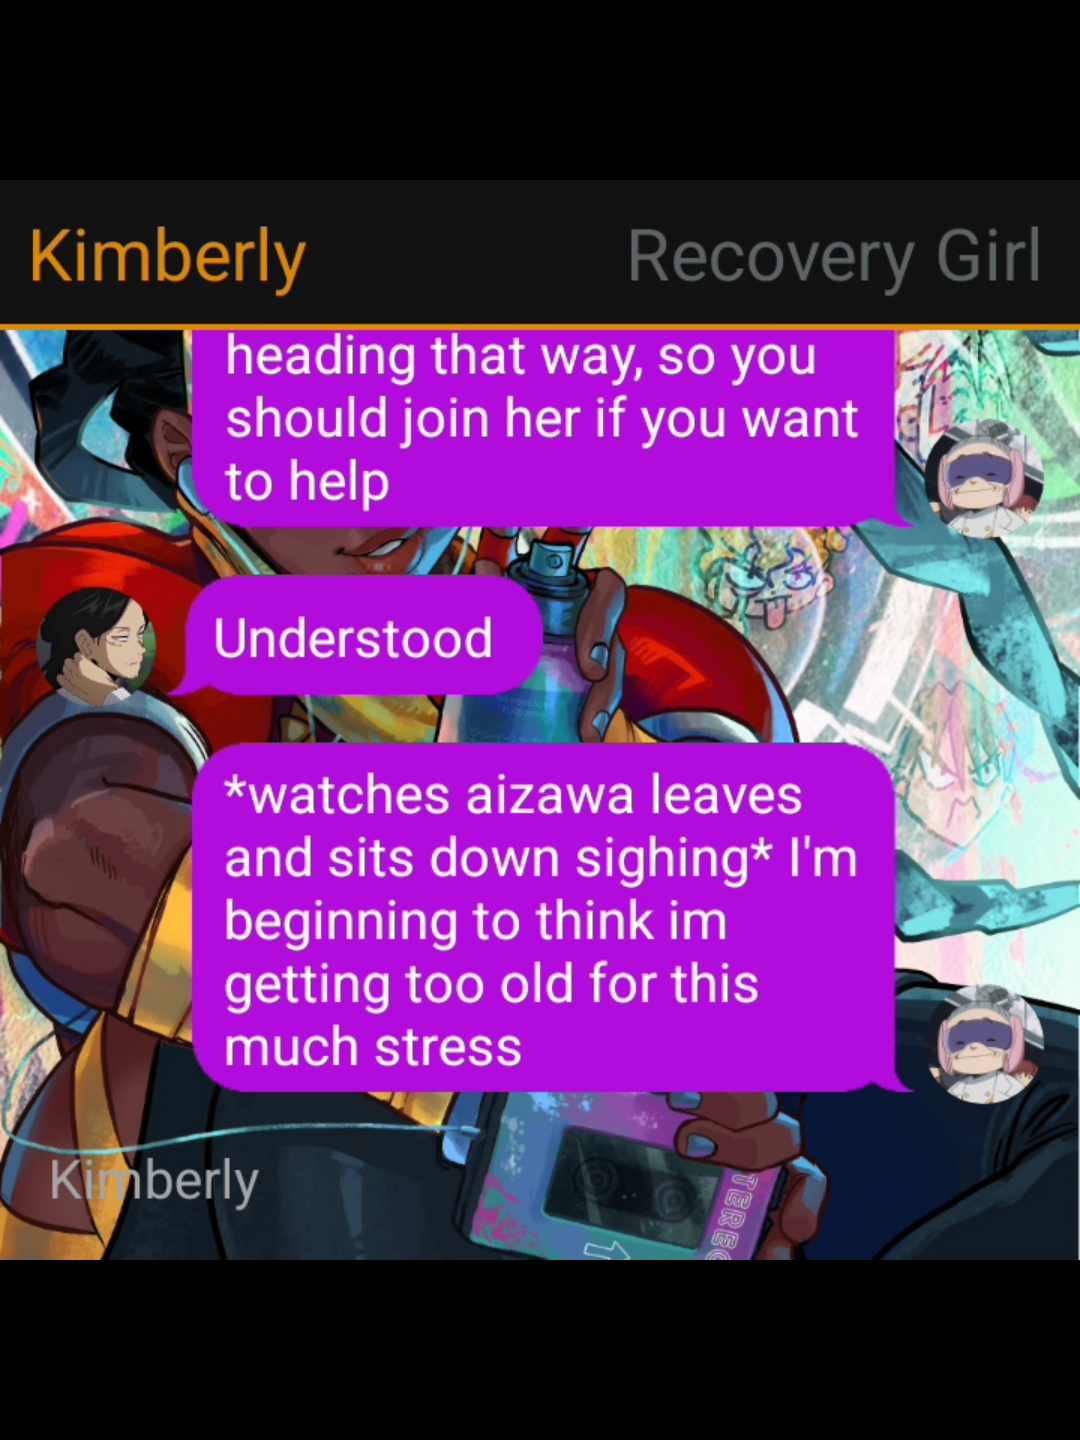 Kimberly
Recovery Girl
heading that way, so you
should join her if you want
to help
Understood
*watches aizawa leaves
and sits down sighing* I'm
beginning to think im
getting too old for this
much stress
Kimberly